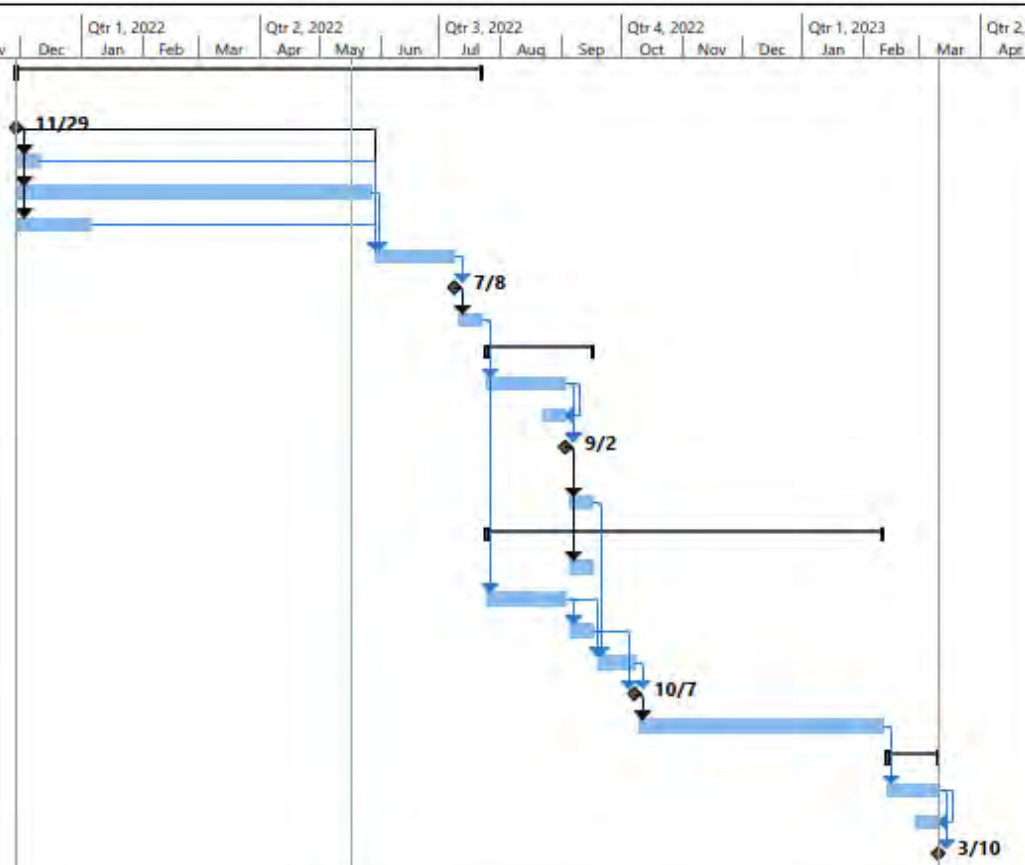 Qtr 1, 2022 Qtr 2, 2022 Qtr 3, 2022 Qtr 4, 2022 Qtr 1, 2023 Qtr 2,
v Dec Jan Feb Mar Apr May Jun Jul Aug Sep Oct Nov Dec Jan Feb Mar Apr
11/29
7/8
9/2
10/7
3/10